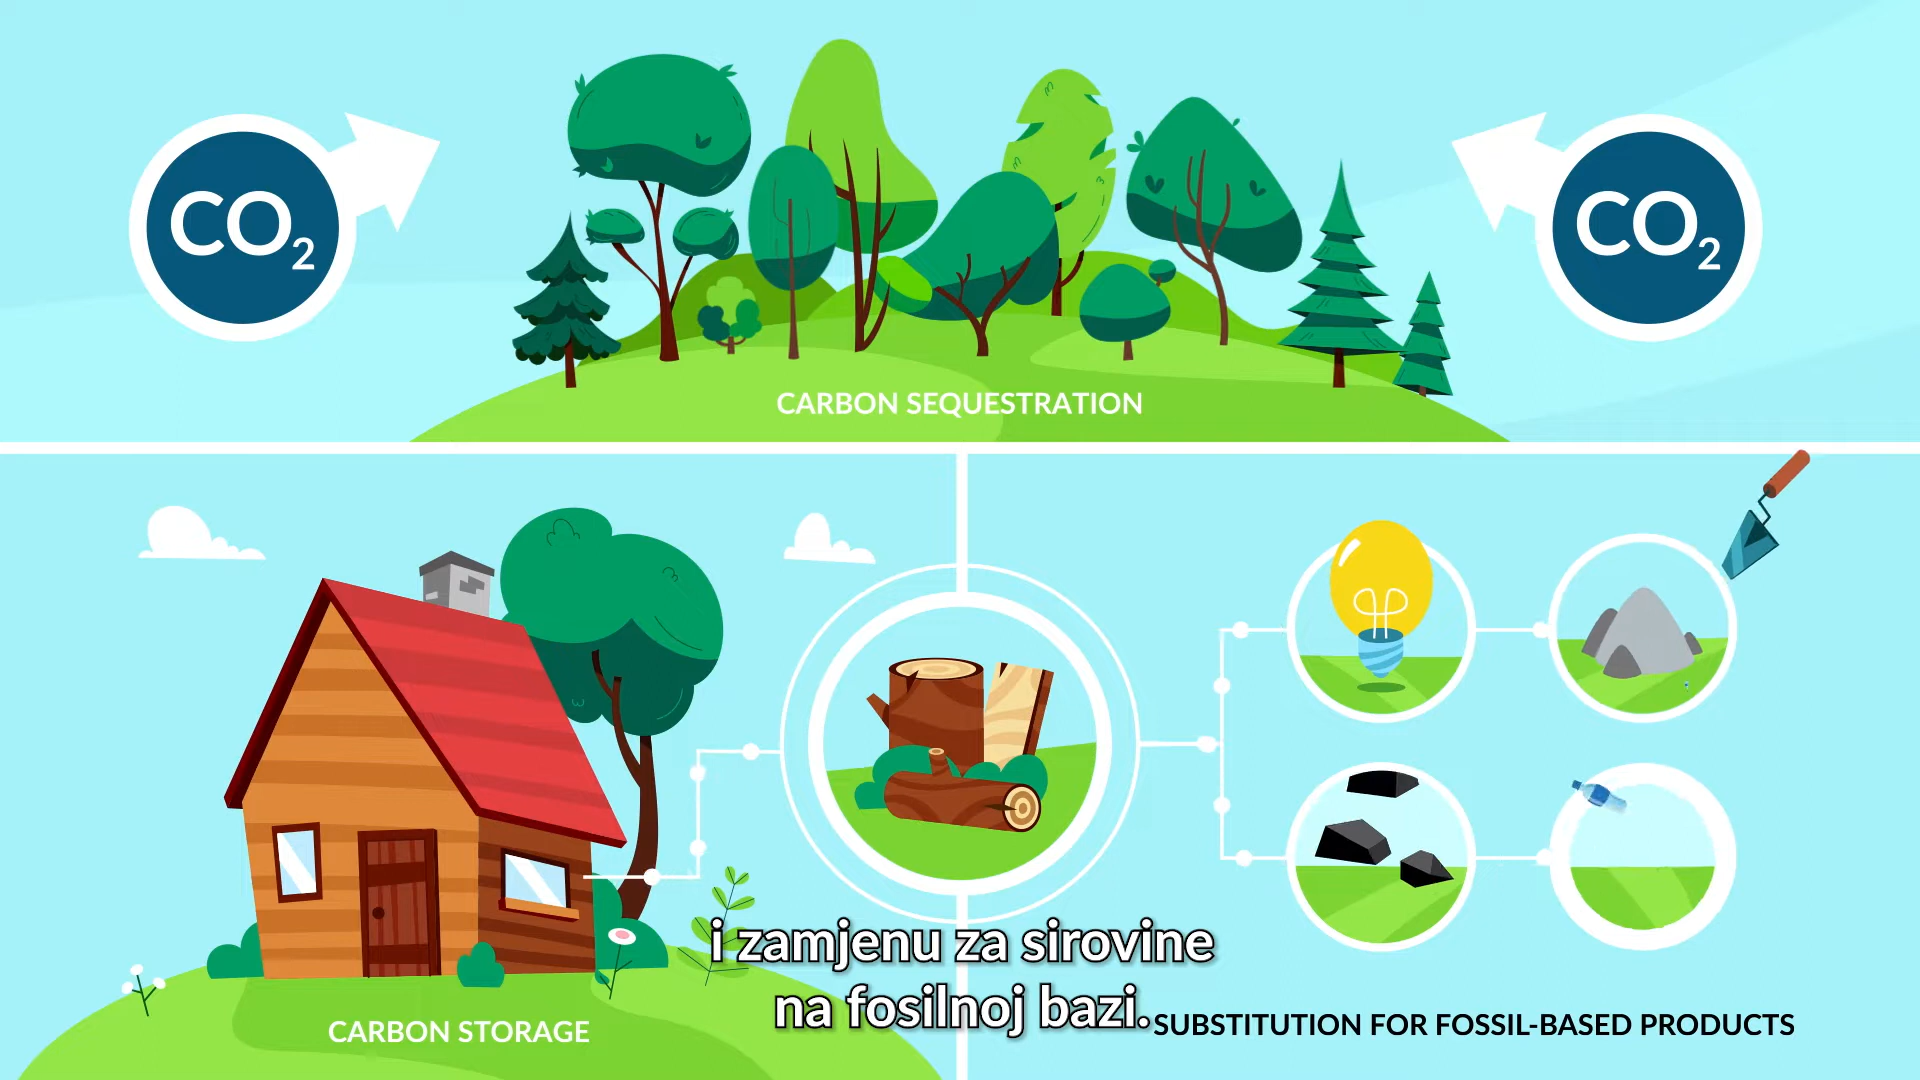 CO₂
CO₂
CARBON SEQUESTRATION
i zamjenu za sirovine
na fosilnoj bazi.
CARBON STORAGE
SUBSTITUTION FOR FOSSIL-BASED PRODUCTS